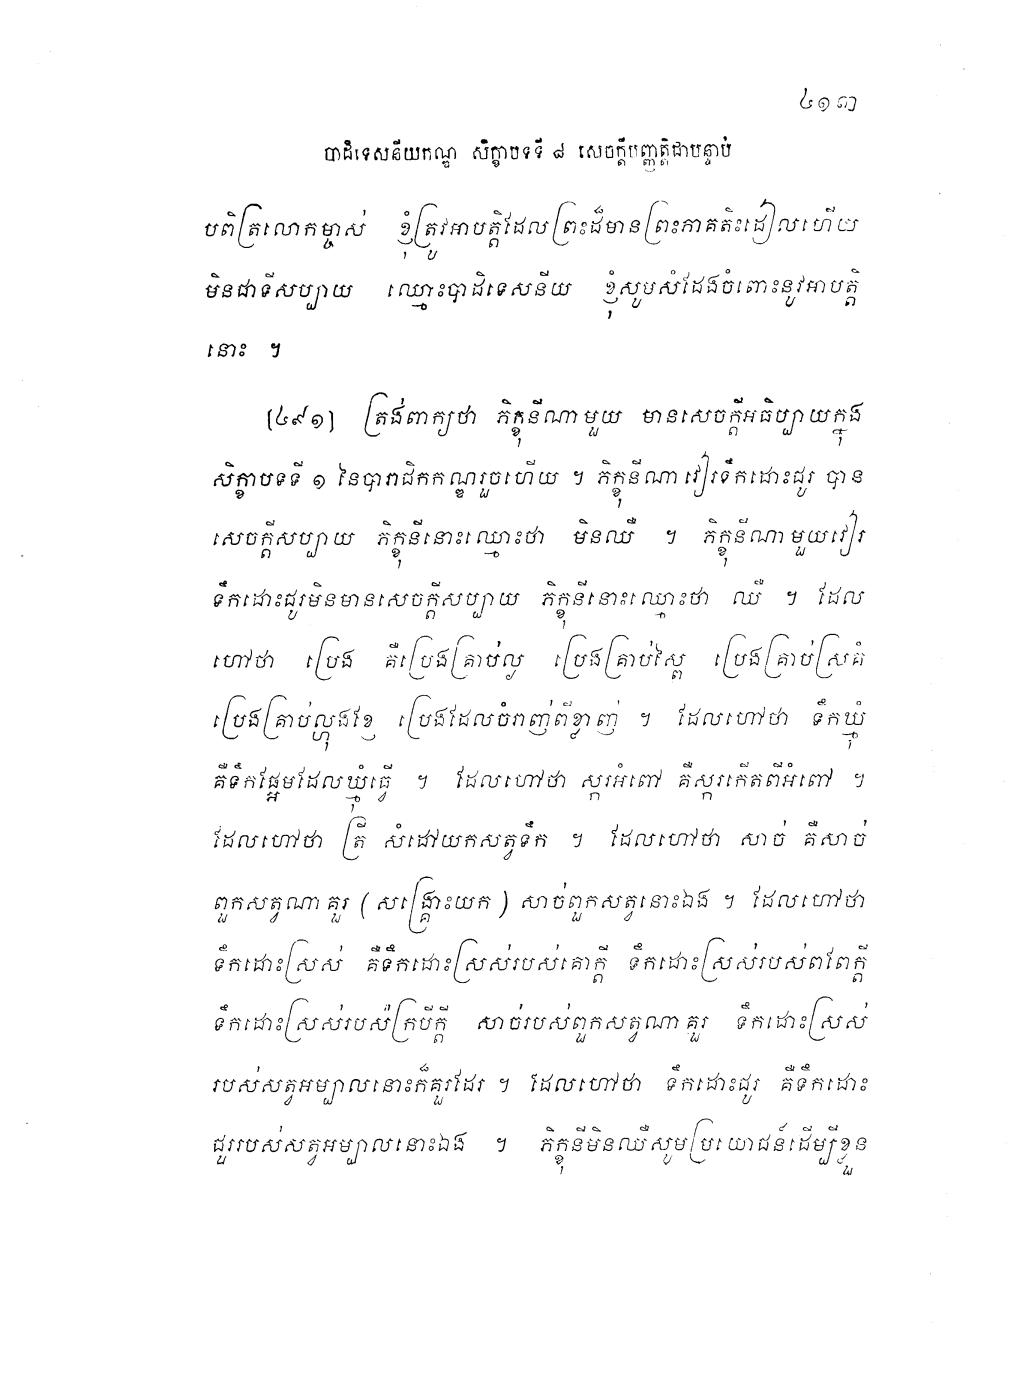 ៤១៣
បាដិទេសនីយកណ្ឌ សិក្ខាបទទី ៨ សេចក្តីបញ្ញត្តិជាបន្ទាប់
បពិត្រលោកម្ចាស់ ខ្ញុំត្រូវអាបត្តិដែលព្រះដ៏មានព្រះភាគតិះដៀលហើយ
មិនជាទីសប្បាយ ឈ្មោះបាដិទេសនីយ ខ្ញុំសូមសំដែងចំពោះនូវអាបត្តិ
នោះ ។
[៤៩១] ត្រង់ពាក្យថា ភិក្ខុនីណាមួយ មានសេចក្តីអធិប្បាយក្នុង
សិក្ខាបទទី ១ នៃបារាជិកកណ្ឌរួចហើយ ។ ភិក្ខុនីណាវៀរទឹកដោះជូរ បាន
សេចក្តីសប្បាយ ភិក្ខុនីនោះឈ្មោះថា មិនឈឺ ។ ភិក្ខុនីណាមួយវៀរ
ទឹកដោះជូរមិនមានសេចក្តីសប្បាយ ភិក្ខុនីនោះឈ្មោះថា ឈឺ ។ ដែល
ហៅថា ប្រេង គឺប្រេងគ្រាប់ល្ង ប្រេងគ្រាប់ស្ពៃ ប្រេងគ្រាប់ស្រគំ
ប្រេងគ្រាប់ល្ហុងខែ្ញ ប្រេងដែលចំរាញ់ពីខ្លាញ់ ។ ដែលហៅថា ទឹកឃ្មុំ
គឺទឹកផ្អែមដែលឃ្មុំធ្វើ ។ ដែលហៅថា ស្ករអំពៅ គឺស្ករកើតពីអំពៅ ។
ដែលហៅថា ត្រី សំដៅយកសត្វទឹក ។ ដែលហៅថា សាច់ គឺសាច់
ពួកសត្វណាគួរ (សង្គ្រោះយក) សាច់ពួកសត្វនោះឯង ។ ដែលហៅថា
ទឹកដោះស្រស់ គឺទឹកដោះស្រស់របស់គោក្តី ទឹកដោះស្រស់របស់ពពែក្តី
ទឹកដោះស្រស់របស់ក្របីក្តី សាច់របស់ពួកសត្វណាគួរ ទឹកដោះស្រស់
របស់សត្វអម្បាលនោះក៏គួរដែរ ។ ដែលហៅថា ទឹកដោះជូរ គឺទឹកដោះ
ជូររបស់សត្វអម្បាលនោះឯង ។ ភិក្ខុនីមិនឈឺសូមប្រយោជន៍ដើម្បីខ្លួន